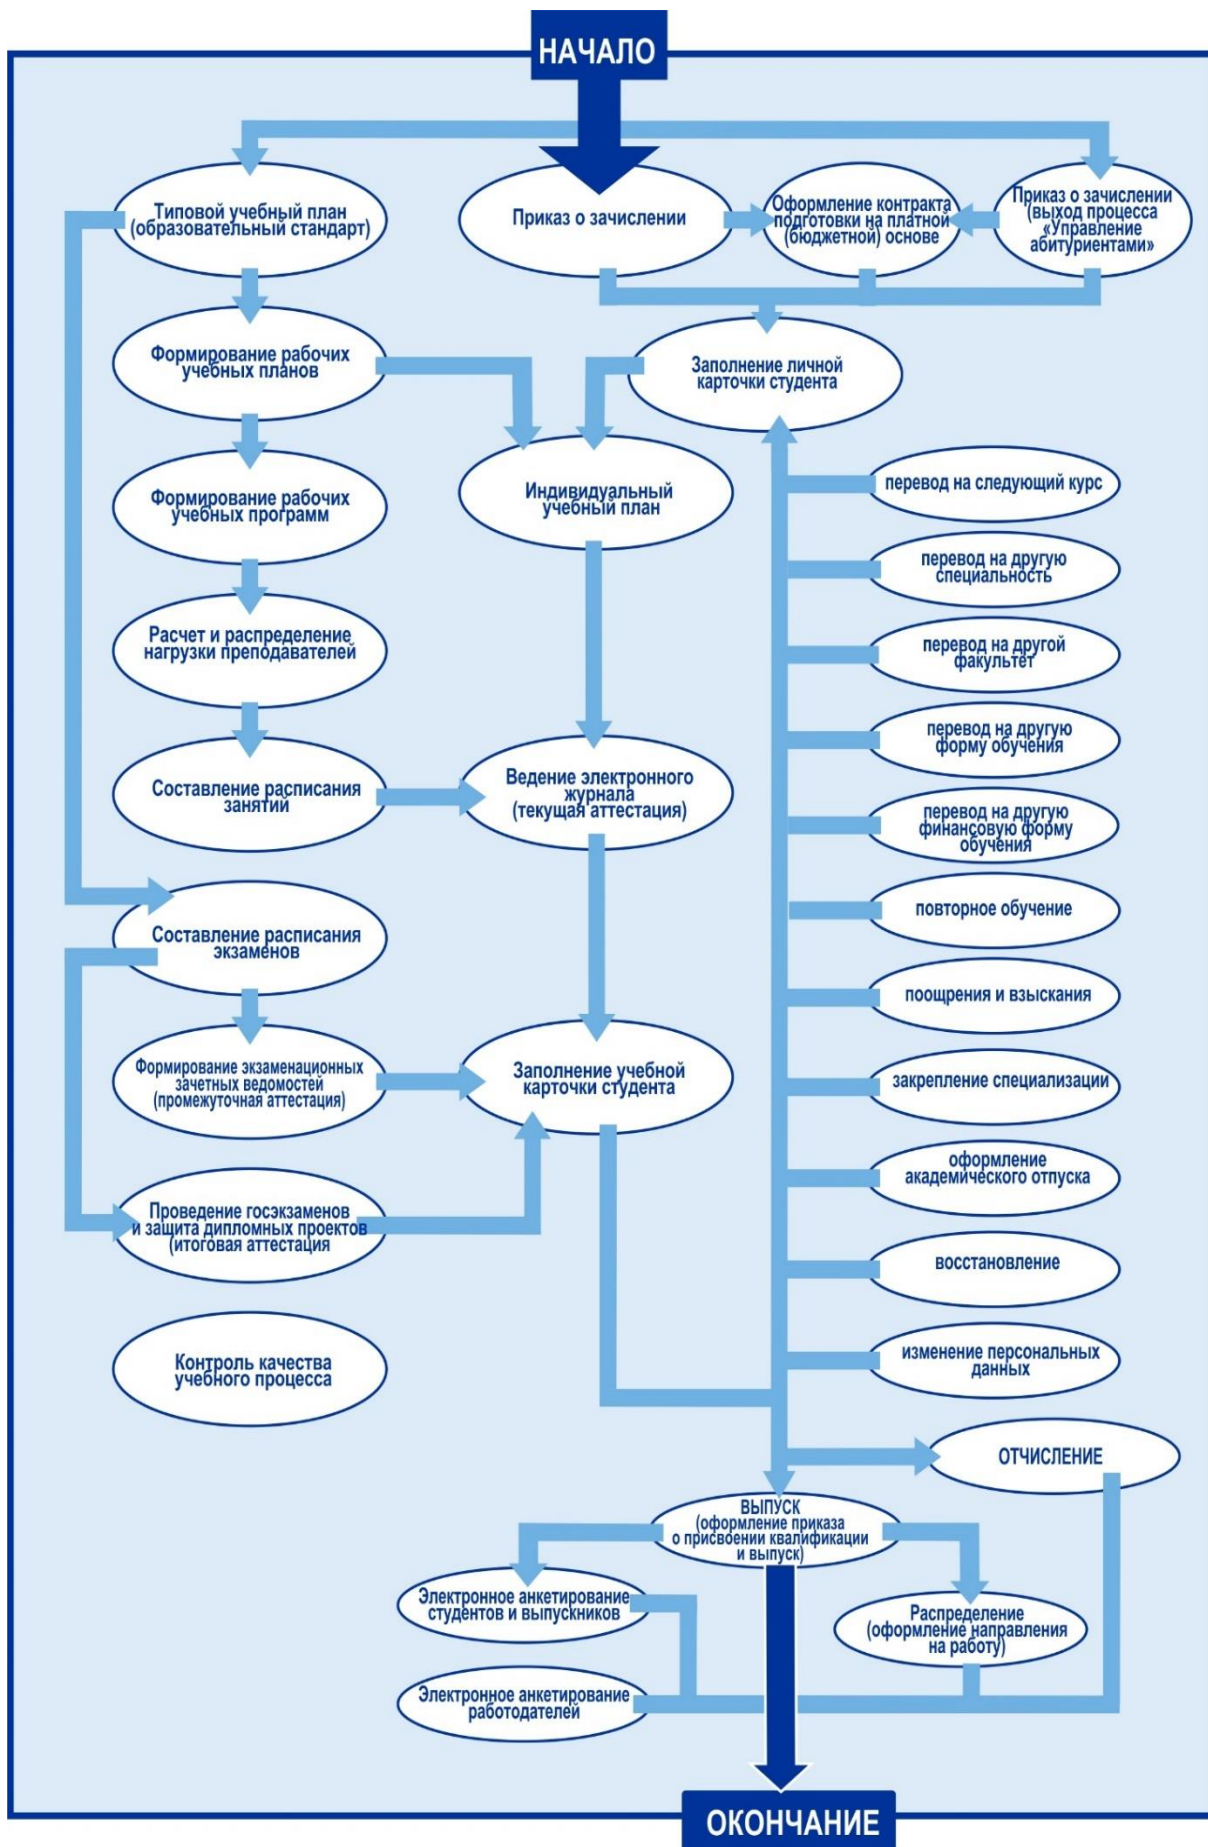 НАЧАЛО
Типовой учебный план
(образовательный стандарт)
Приказ о зачислении
Оформление контракта
подготовки на платной
(бюджетной) основе
Приказ о зачислении
(выход процесса
«Управление
абитуриентами»
Формирование рабочих
учебных планов
Заполнение личной
карточки студента
Формирование рабочих
учебных программ
Индивидуальный
учебный план
перевод на следующий курс
перевод на другую
специальность
Расчет и распределение
нагрузки преподавателей
перевод на другой
факультет
перевод на другую
форму обучения
Составление расписания
занятий
Ведение электронного
журнала
(текущая аттестация)
перевод на другую
финансовую форму
обучения
Составление расписания
экзаменов
повторное обучение
поощрения и взыскания
Формирование экзаменационных
зачетных ведомостей
(промежуточная аттестация)
Заполнение учебной
карточки студента
закрепление специализации
оформление
академического отпуска
Проведение госэкзаменов
и защита дипломных проектов
(итоговая аттестация
восстановление
Контроль качества
учебного процесса
изменение персональных
данных
ОТЧИСЛЕНИЕ
ВЫПУСК
(оформление приказа
о присвоении квалификации
и выпуск)
Электронное анкетирование
студентов и выпускников
Распределение
(оформление направления
на работу)
Электронное анкетирование
работодателей
ОКОНЧАНИЕ